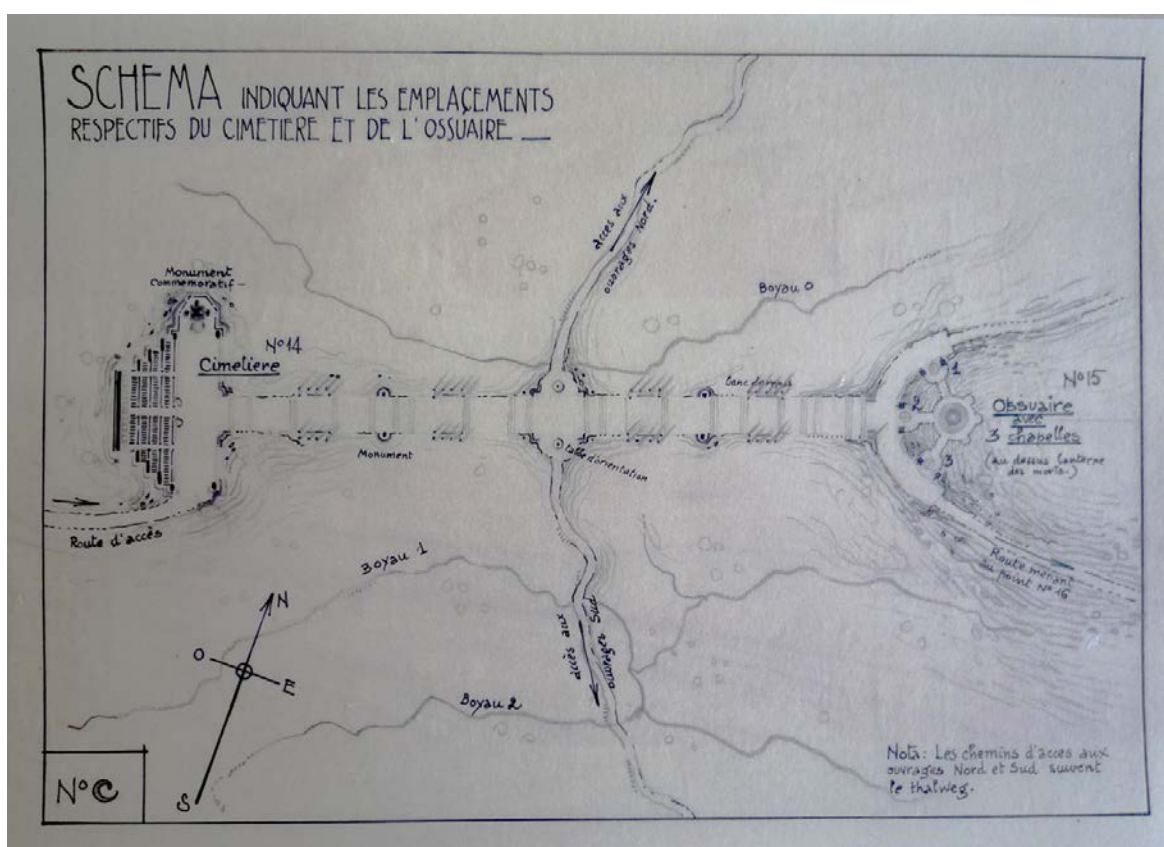 SCHEMA INDIQUANT LES EMPLAÇEMENTS
RESPECTIFS DU CIMETIERE ET DE L'OSSUAIRE
accès aux
ouvrages Nord.
Monument
Commemoratif
Boyau 0
N°14
Cimetiere
N°15
1
2
3
Ossuaire
avec
3 chapelles
(au dessus lanterne
des morts.)
Monument
table d'orientation
Route d'accès
Boyau 1
Route menant
au point N°16
accès aux
ouvrages Sud
N
O
E
S
Boyau 2
Nota: Les chemins d'acces aux
ouvrages Nord et Sud suivent
le thalweg.
N°C